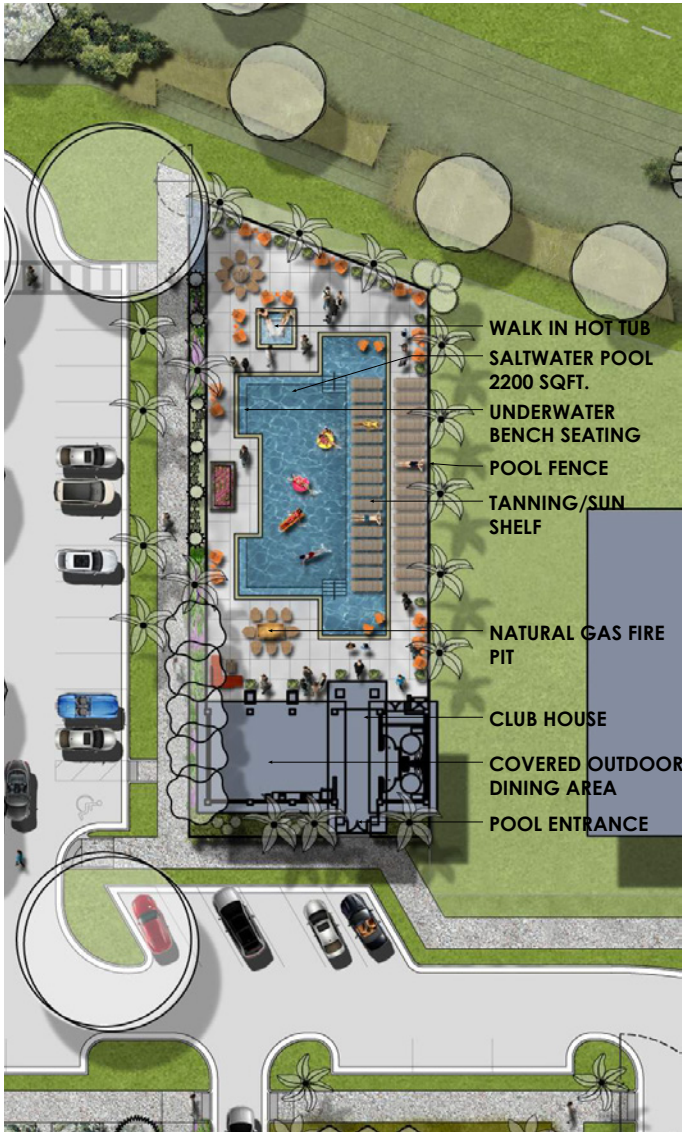 WALK IN HOT TUB
SALTWATER POOL
2200 SQFT.
UNDERWATER
BENCH SEATING
POOL FENCE
TANNING/SUN
SHELF
NATURAL GAS FIRE
PIT
CLUB HOUSE
COVERED OUTDOOR
DINING AREA
POOL ENTRANCE